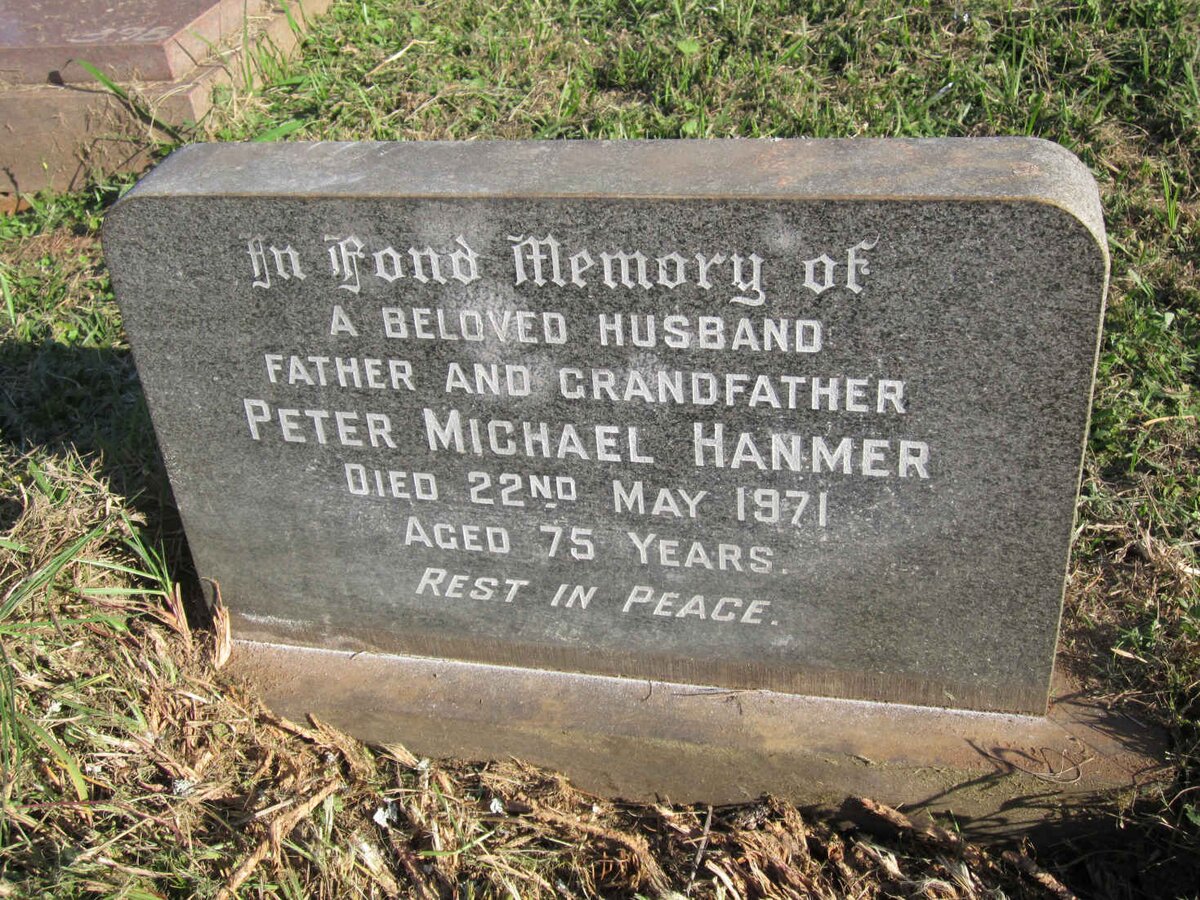 In Fond Memory of
A BELOVED HUSBAND
FATHER AND GRANDFATHER
PETER MICHAEL HANMER
DIED 22ND MAY 1971
AGED 75 YEARS.
REST IN PEACE.